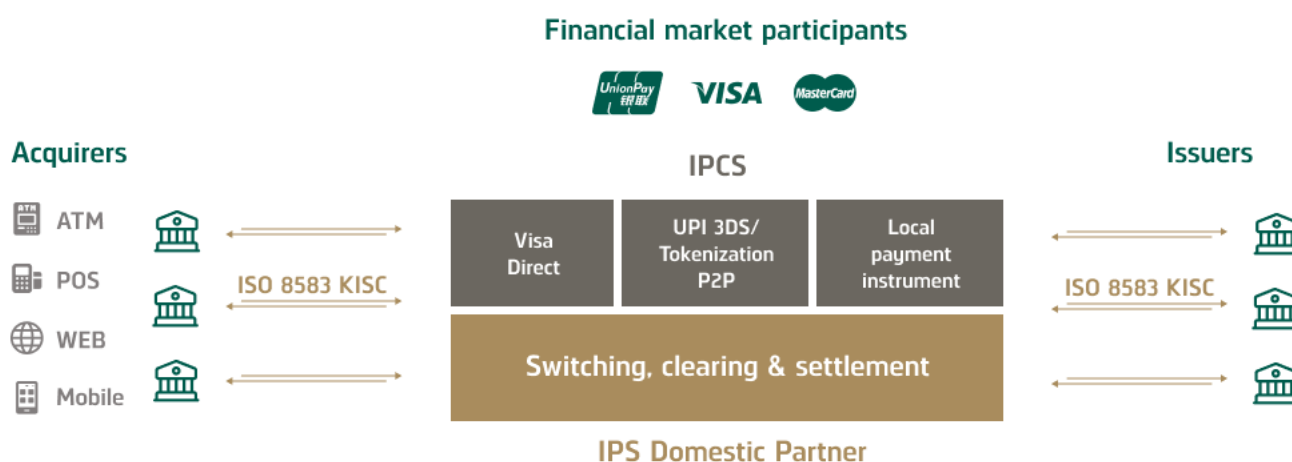 Financial market participants
UnionPay
银联
VISA
MasterCard
Acquirers
Issuers
IPCS
ATM
ATM
POS
WEB
Mobile
ISO 8583 KISC
Visa
Direct
UPI 3DS/
Tokenization
P2P
Local
payment
instrument
ISO 8583 KISC
Switching, clearing & settlement
IPS Domestic Partner